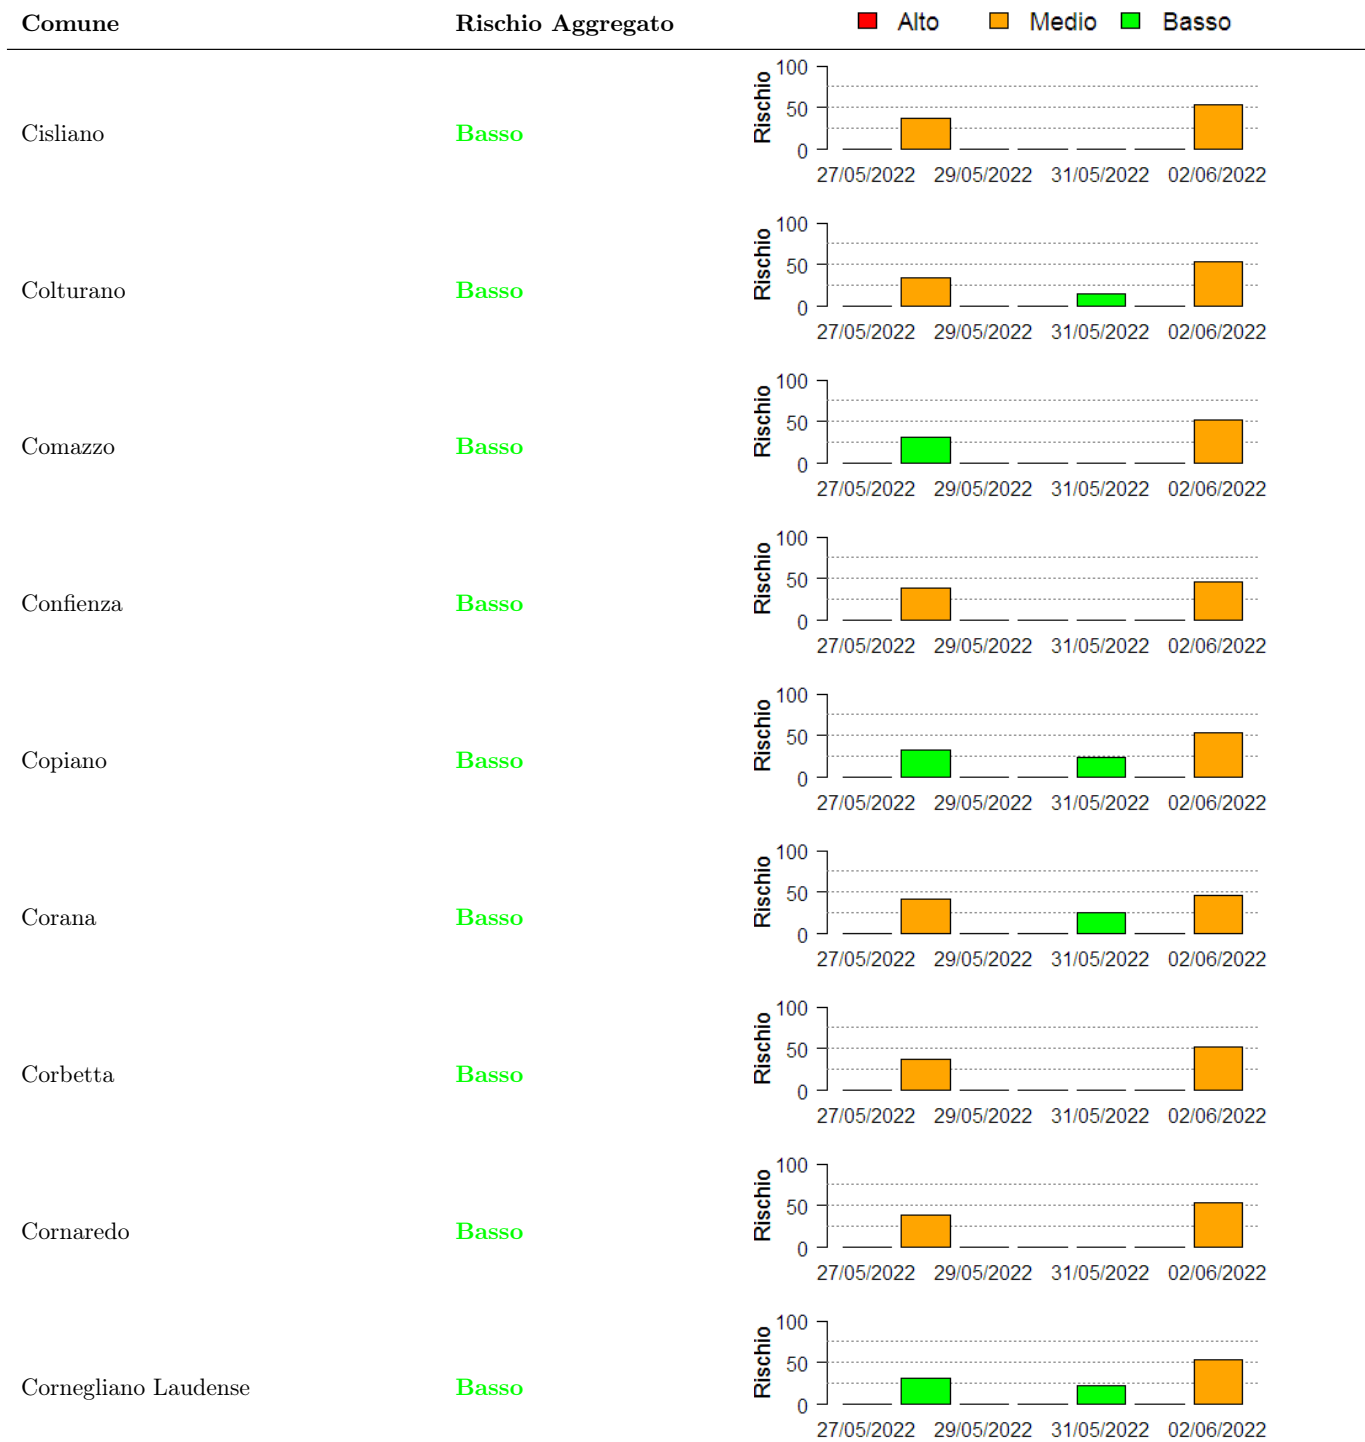 Comune Rischio Aggregato Alto Medio Basso
100
50
0
Rischio
Cisliano Basso
27/05/2022 29/05/2022 31/05/2022 02/06/2022
100
50
0
Rischio
Colturano Basso
27/05/2022 29/05/2022 31/05/2022 02/06/2022
100
50
0
Rischio
Comazzo Basso
27/05/2022 29/05/2022 31/05/2022 02/06/2022
100
50
0
Rischio
Confienza Basso
27/05/2022 29/05/2022 31/05/2022 02/06/2022
100
50
0
Rischio
Copiano Basso
27/05/2022 29/05/2022 31/05/2022 02/06/2022
100
50
0
Rischio
Corana Basso
27/05/2022 29/05/2022 31/05/2022 02/06/2022
100
50
0
Rischio
Corbetta Basso
27/05/2022 29/05/2022 31/05/2022 02/06/2022
100
50
0
Rischio
Cornaredo Basso
27/05/2022 29/05/2022 31/05/2022 02/06/2022
100
50
0
Rischio
Cornegliano Laudense Basso
27/05/2022 29/05/2022 31/05/2022 02/06/2022